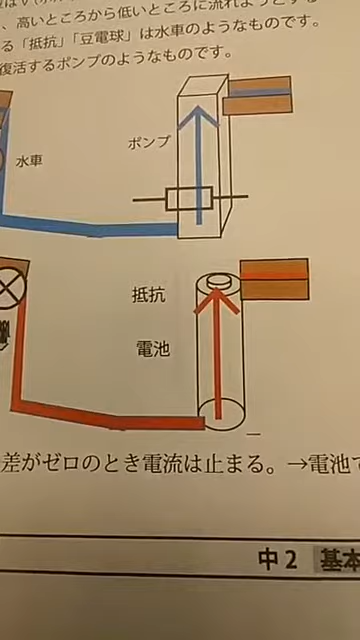 、高いところから低いところに流れようとする
る「抵抗」「豆電球」は水車のようなものです。
復活するポンプのようなものです。
ポンプ
水車
抵抗
電池
差がゼロのとき電流は止まる。→電池で
中2 基本